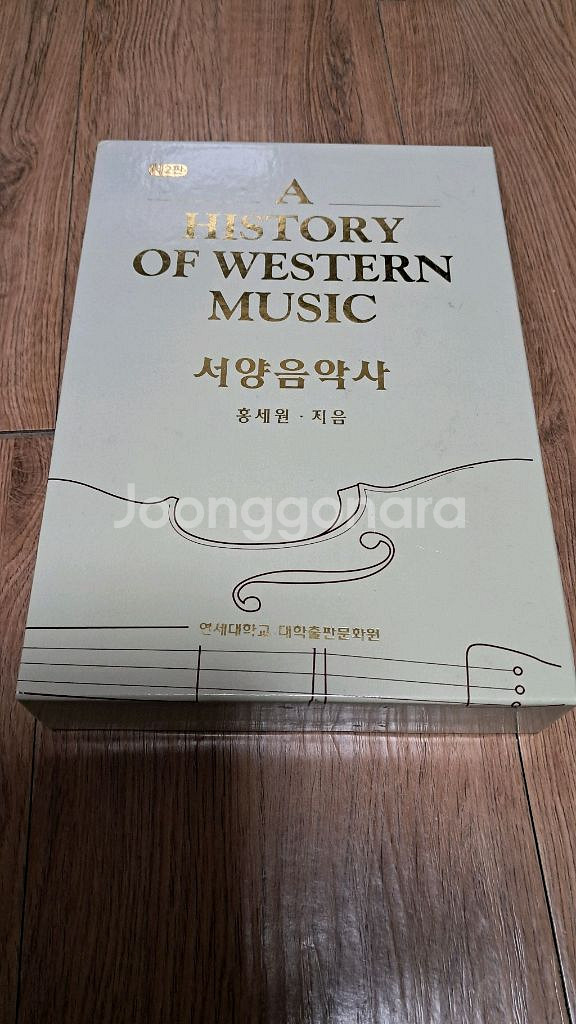 제2판
A
HISTORY
OF WESTERN
MUSIC
서양음악사
홍세원 · 지음
Joonggonara
연세대학교 대학출판문화원